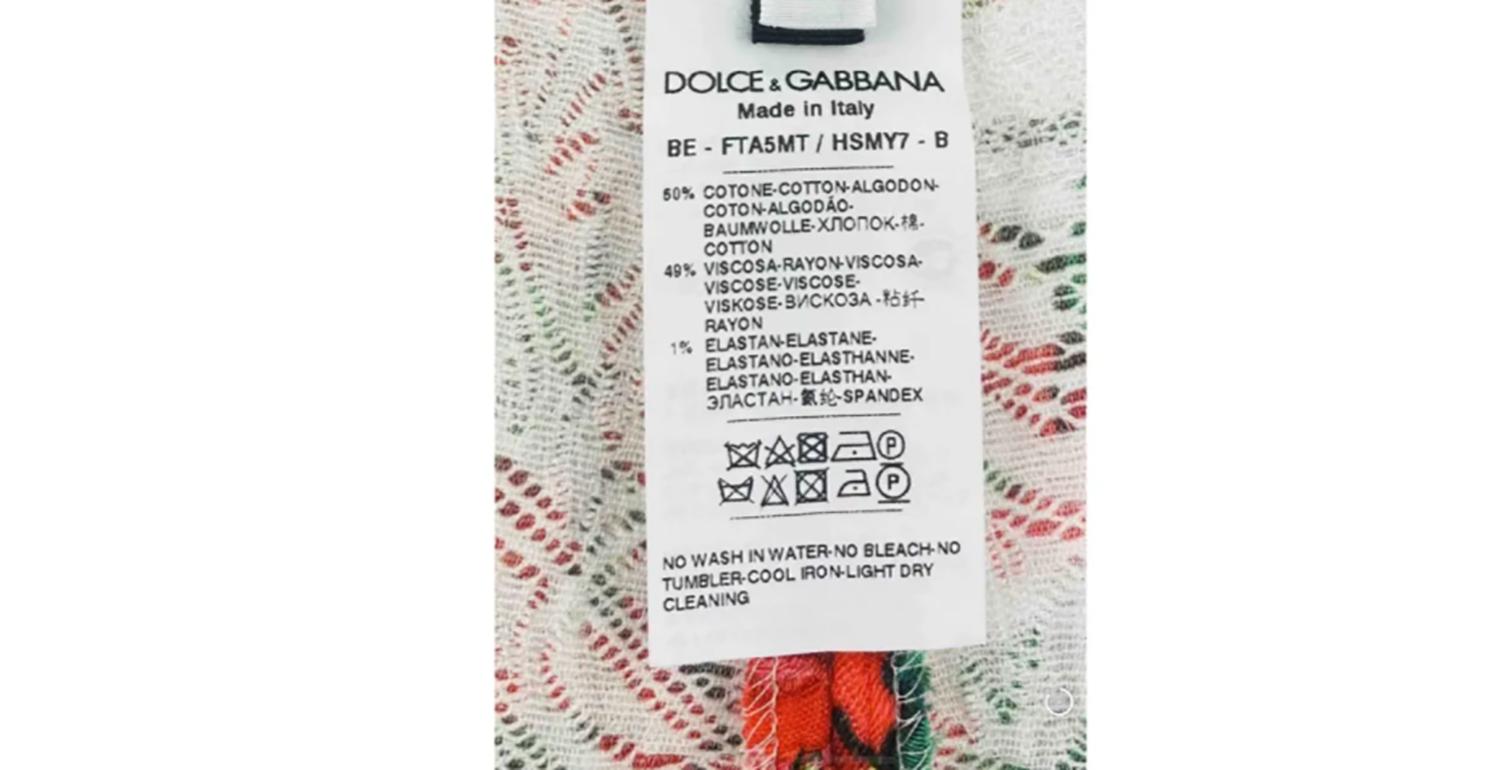 DOLCE & GABBANA
Made in Italy
BE - FTA5MT / HSMY7 - B
50% COTONE-COTTON-ALGODON-
COTON-ALGODÃO-
BAUMWOLLE-ХЛОПОК-棉-
COTTON
49% VISCOSA-RAYON-VISCOSA-
VISCOSE-VISCOSE-
VISKOSE-ВИСКОЗА -粘纤-
RAYON
1% ELASTAN-ELASTANE-
ELASTANO-ELASTHANNE-
ELASTANO-ELASTHAN-
ЭЛАСТАН-氨纶-SPANDEX
P
P
NO WASH IN WATER-NO BLEACH-NO
TUMBLER-COOL IRON-LIGHT DRY
CLEANING